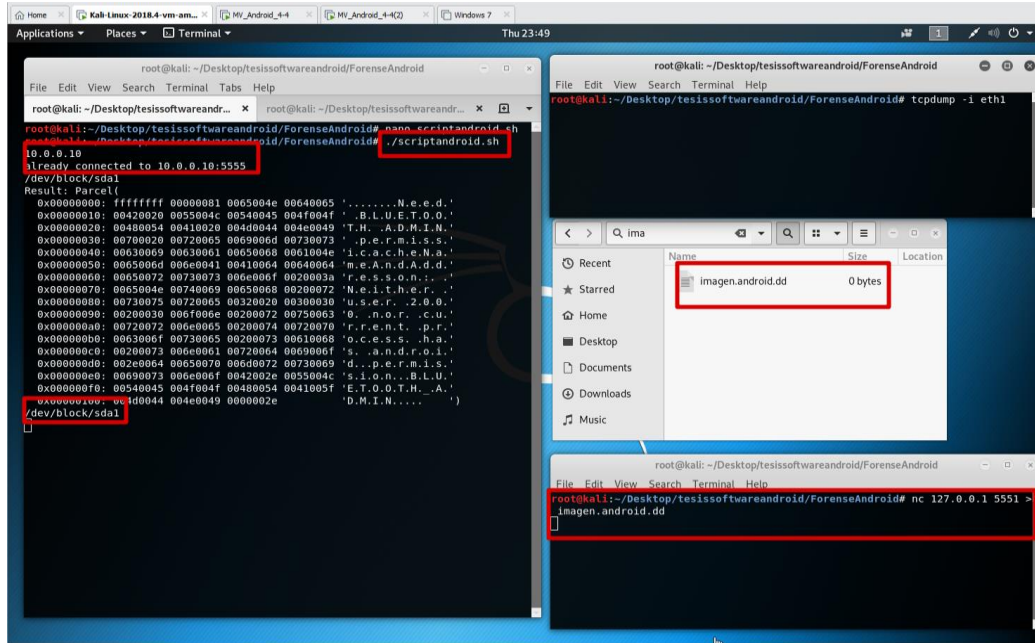 Home
Kali-Linux-2018.4-vm-am...
MV_Android_4-4
MV_Android_4-4(2)
Windows 7
Applications Places Terminal
Thu 23:49
1
root@kali: ~/Desktop/tesissoftwareandroid/ForenseAndroid
File Edit View Search Terminal Tabs Help
root@kali: ~/Desktop/tesissoftwareandr...
root@kali: ~/Desktop/tesissoftwareandr...
root@kali:~/Desktop/tesissoftwareandroid/ForenseAndroid# nano scriptandroid.sh
root@kali:~/Desktop/tesissoftwareandroid/ForenseAndroid# ./scriptandroid.sh
10.0.0.10
already connected to 10.0.0.10:5555
/dev/block/sda1
Result: Parcel(
0x00000000: ffffffff 00000081 0065004e 00640065 '........N.e.e.d.'
0x00000010: 00420020 0055004c 00540045 004f004f ' .B.L.U.E.T.O.O.'
0x00000020: 00480054 00410020 004d0044 004e0049 'T.H. .A.D.M.I.N.'
0x00000030: 00700020 00720065 0069006d 00730073 ' .p.e.r.m.i.s.s.'
0x00000040: 00630069 00630061 00650068 0061004e 'i.c.a.c.h.e.N.a.'
0x00000050: 0065006d 006e0041 00410064 00640064 'm.e.A.n.d.A.d.d.'
0x00000060: 00650072 00730073 006e006f 0020003a 'r.e.s.s.o.n.:. .'
0x00000070: 0065004e 00740069 00650068 00200072 'N.e.i.t.h.e.r. .'
0x00000080: 00730075 00720065 00320020 00300030 'u.s.e.r. .2.0.0.'
0x00000090: 00200030 006f006e 00200072 00750063 '0. .n.o.r. .c.u.'
0x000000a0: 00720072 006e0065 00200074 00720070 'r.r.e.n.t. .p.r.'
0x000000b0: 0063006f 00730065 00200073 00610068 'o.c.e.s.s. .h.a.'
0x000000c0: 00200073 006e0061 00720064 0069006f 's. .a.n.d.r.o.i.'
0x000000d0: 002e0064 00650070 006d0072 00730069 'd...p.e.r.m.i.s.'
0x000000e0: 00690073 006e006f 0042002e 0055004c 's.i.o.n...B.L.U.'
0x000000f0: 00540045 004f004f 00480054 0041005f 'E.T.O.O.T.H._.A.'
0x00000100: 004d0044 004e0049 0000002e 'D.M.I.N..... ')
/dev/block/sda1
root@kali: ~/Desktop/tesissoftwareandroid/ForenseAndroid
File Edit View Search Terminal Help
root@kali:~/Desktop/tesissoftwareandroid/ForenseAndroid# tcpdump -i eth1
ima
Name Size Location
Recent
Starred
Home
Desktop
Documents
Downloads
Music
imagen.android.dd 0 bytes
root@kali: ~/Desktop/tesissoftwareandroid/ForenseAndroid
File Edit View Search Terminal Help
root@kali:~/Desktop/tesissoftwareandroid/ForenseAndroid# nc 127.0.0.1 5551 >
imagen.android.dd